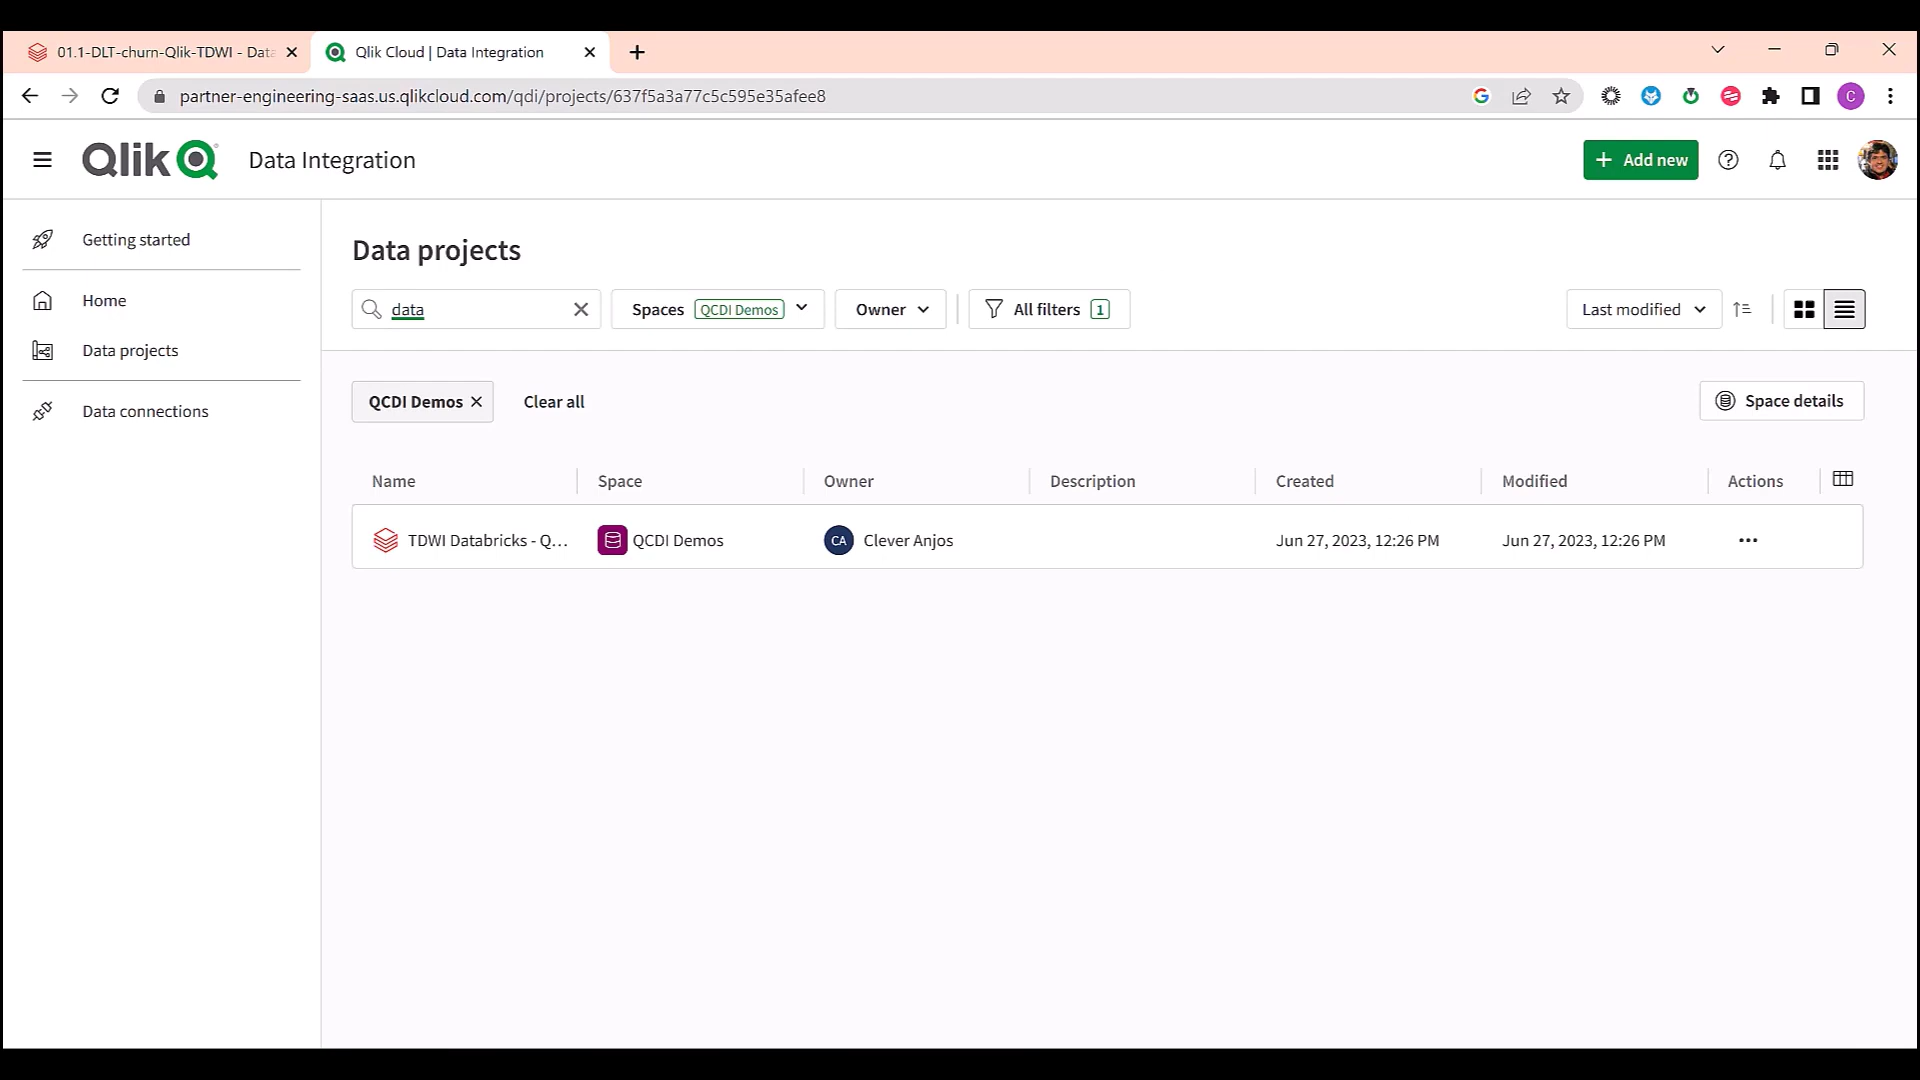 01.1-DLT-churn-Qlik-TDWI - Data
Qlik Cloud | Data Integration
partner-engineering-saas.us.qlikcloud.com/qdi/projects/637f5a3a77c5c595e35afee8
C
Qlik
Data Integration
Add new
Getting started
Home
Data projects
Data connections
Data projects
data
Spaces QCDI Demos
Owner
All filters 1
Last modified
QCDI Demos
Clear all
Space details
Name Space Owner Description Created Modified Actions
TDWI Databricks - Q... QCDI Demos CA Clever Anjos Jun 27, 2023, 12:26 PM Jun 27, 2023, 12:26 PM